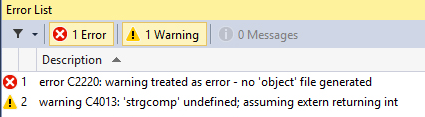 Error List
1 Error 1 Warning 0 Messages
Description
1 error C2220: warning treated as error - no 'object' file generated
2 warning C4013: 'strgcomp' undefined; assuming extern returning int